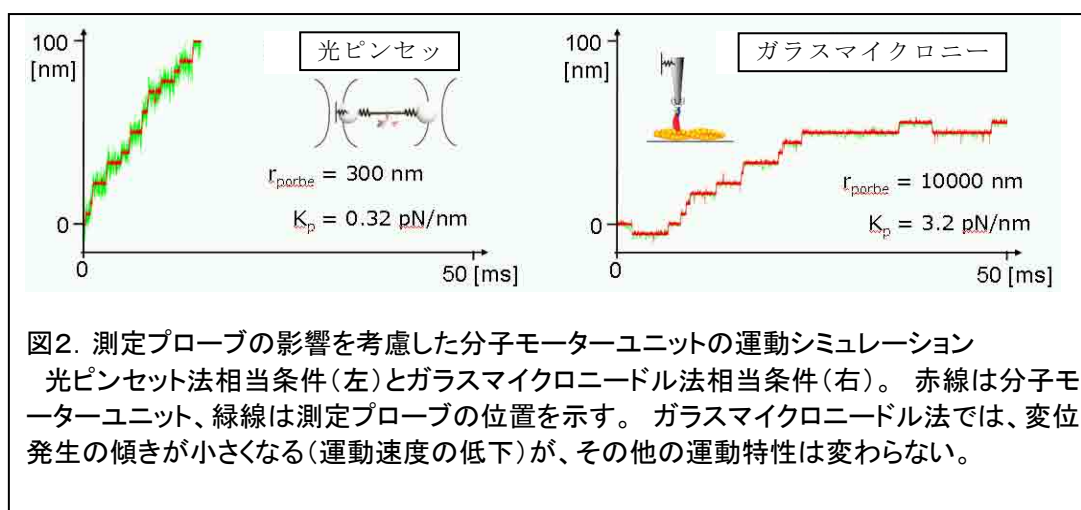 100
[nm]
0
0
50 [ms]
光ピンセッ
rporbe = 300 nm
Kp = 0.32 pN/nm
100
[nm]
0
0
50 [ms]
ガラスマイクロニー
rporbe = 10000 nm
Kp = 3.2 pN/nm
図2. 測定プローブの影響を考慮した分子モーターユニットの運動シミュレーション
光ピンセット法相当条件(左)とガラスマイクロニードル法相当条件(右)。 赤線は分子モ
ーターユニット、緑線は測定プローブの位置を示す。 ガラスマイクロニードル法では、変位
発生の傾きが小さくなる(運動速度の低下)が、その他の運動特性は変わらない。